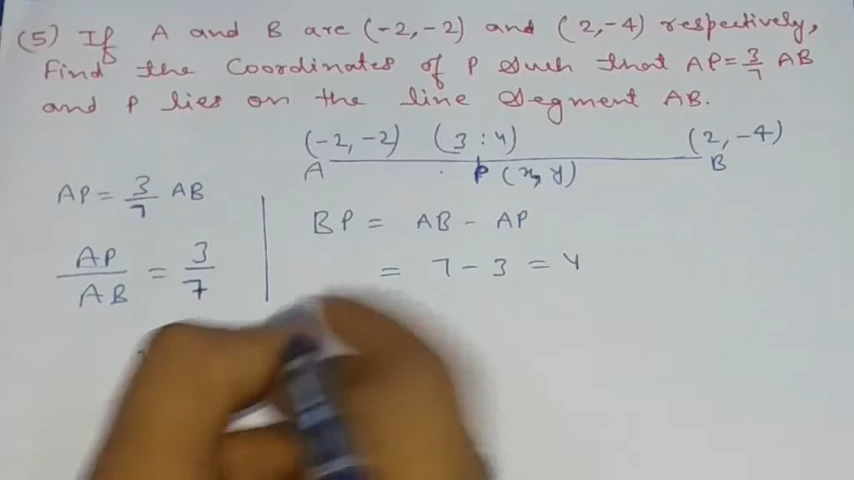 (5) If A and B are (-2,-2) and (2,-4) respectively,
Find the Coordinates of P such that AP = 3/7 AB
and P lies on the line segment AB.
(-2, -2) (3 : 4) (2, -4)
A P (x, y) B
AP = 3/7 AB
BP = AB - AP
AP/AB = 3/7
= 7 - 3 = 4